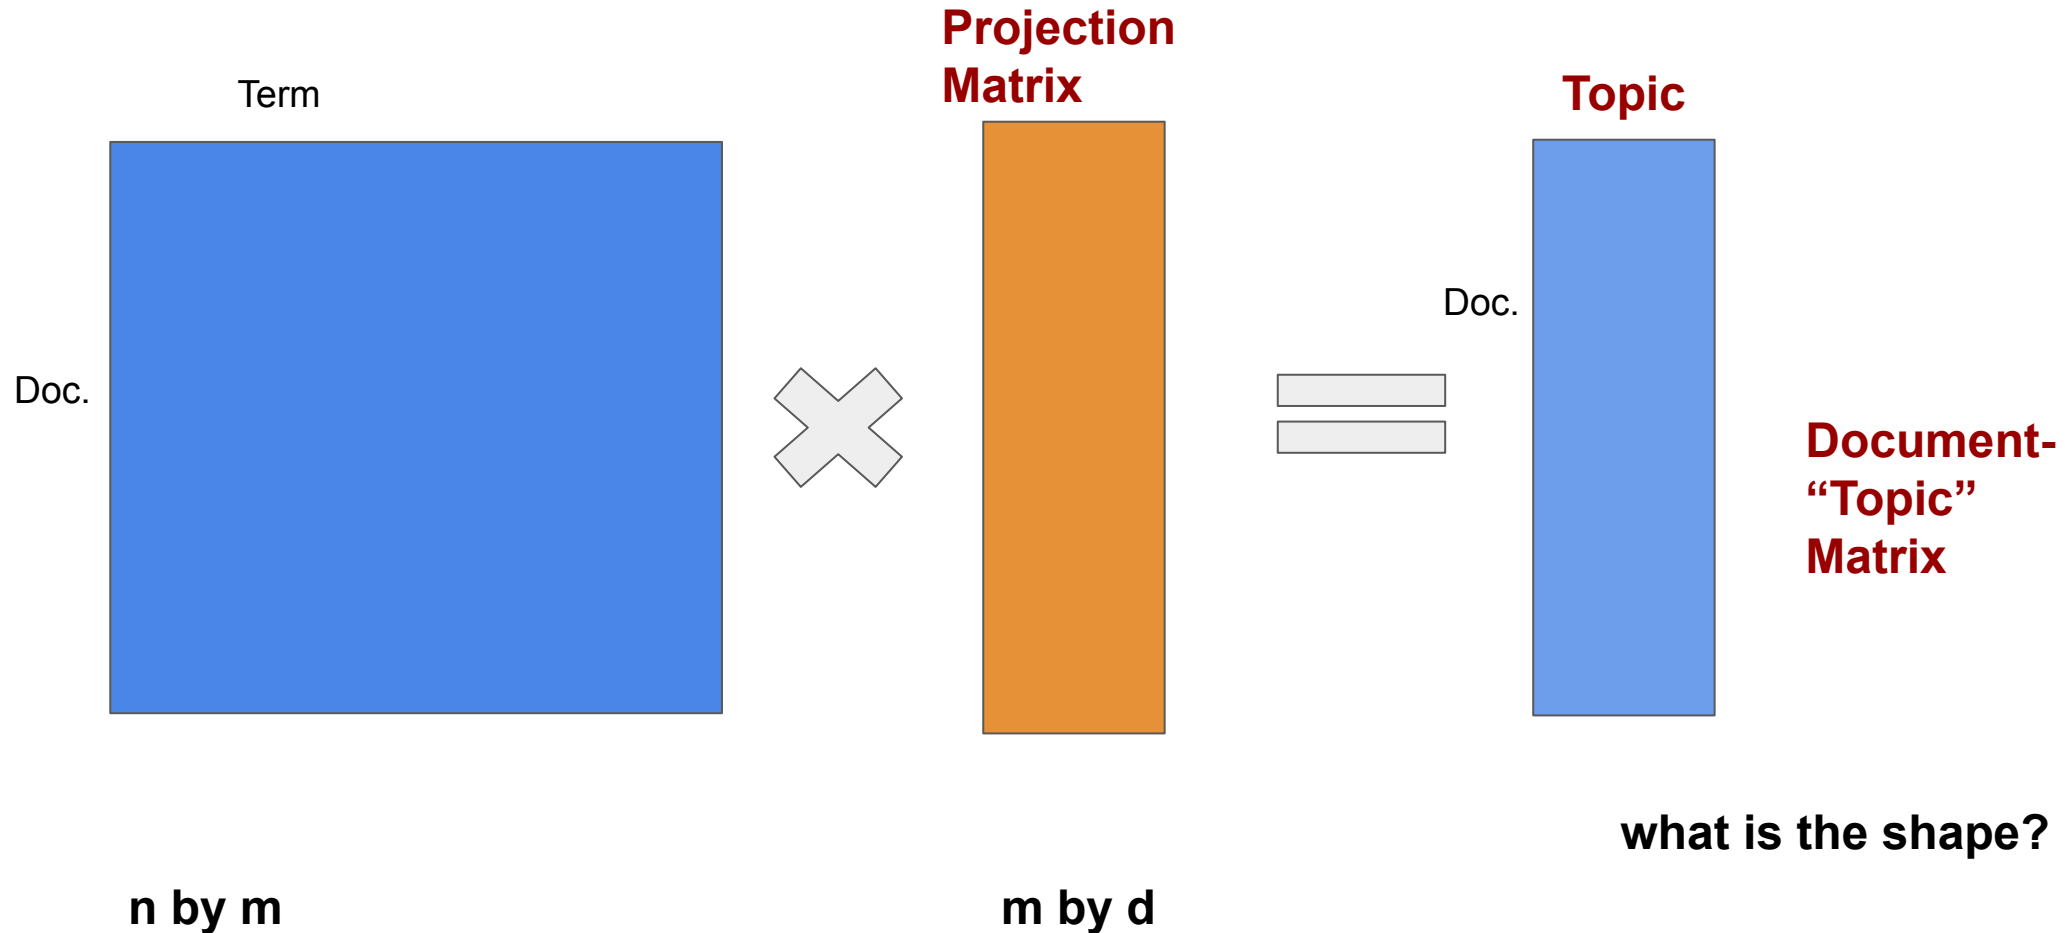 Projection
Matrix
Term
Topic
Doc.
Doc.
Document-
“Topic”
Matrix
what is the shape?
n by m
m by d